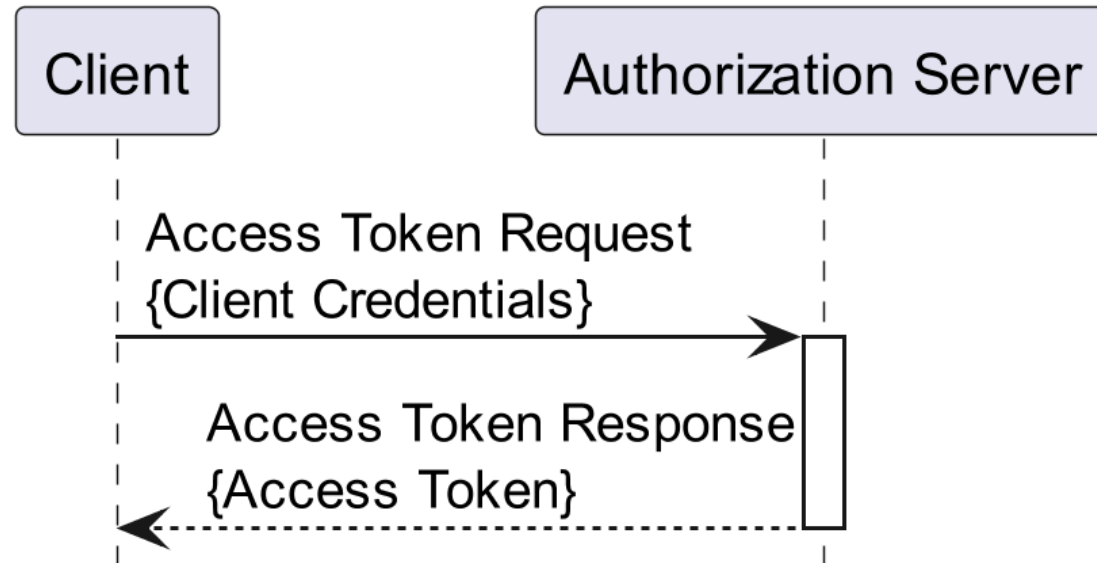 Client
Authorization Server
Access Token Request
{Client Credentials}
Access Token Response
{Access Token}